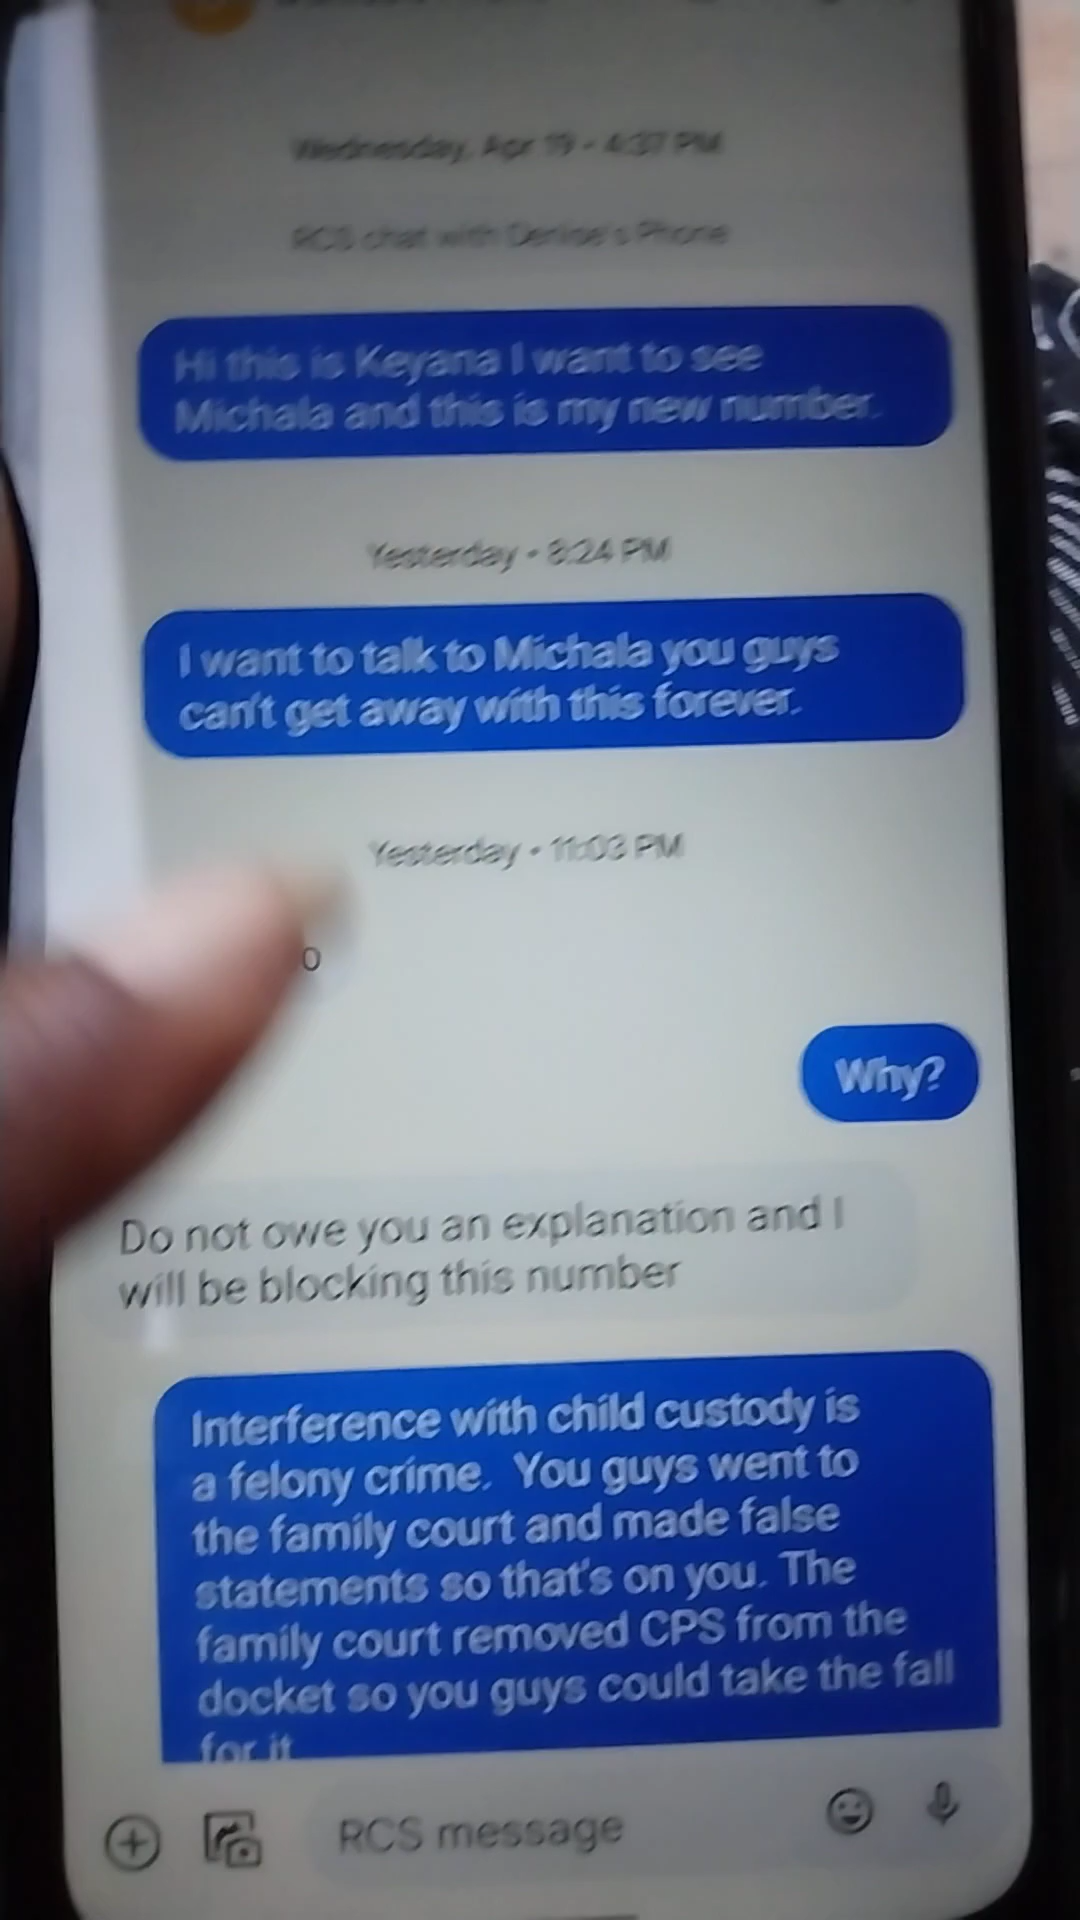 Wednesday, Apr 19 • 4:37 PM
RCS chat with Denise's Phone
Hi this is Keyana I want to see
Michala and this is my new number.
Yesterday • 8:24 PM
I want to talk to Michala you guys
can't get away with this forever.
Yesterday • 11:03 PM
o
Why?
Do not owe you an explanation and I
will be blocking this number
Interference with child custody is
a felony crime. You guys went to
the family court and made false
statements so that's on you. The
family court removed CPS from the
docket so you guys could take the fall
for it
RCS message